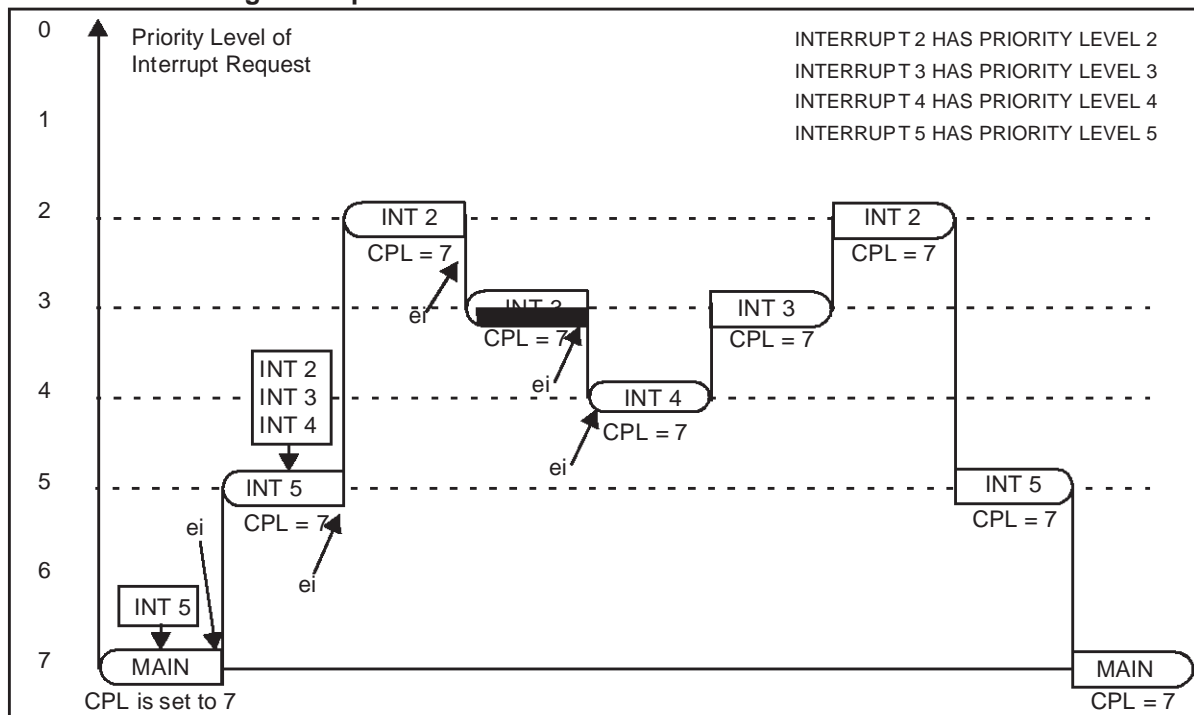 0
Priority Level of
Interrupt Request
INTERRUPT 2 HAS PRIORITY LEVEL 2
INTERRUPT 3 HAS PRIORITY LEVEL 3
INTERRUPT 4 HAS PRIORITY LEVEL 4
INTERRUPT 5 HAS PRIORITY LEVEL 5
1
2
INT 2
CPL = 7
INT 2
CPL = 7
ei
3
INT 3
CPL = 7
INT 3
CPL = 7
ei
INT 2
INT 3
INT 4
4
INT 4
CPL = 7
ei
5
INT 5
CPL = 7
INT 5
CPL = 7
ei
ei
6
INT 5
7
MAIN
CPL is set to 7
MAIN
CPL = 7